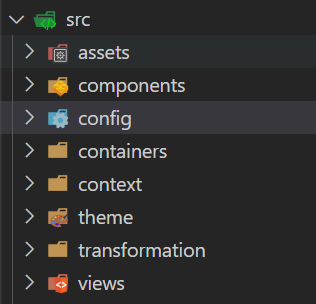 src
assets
components
config
containers
context
theme
transformation
views